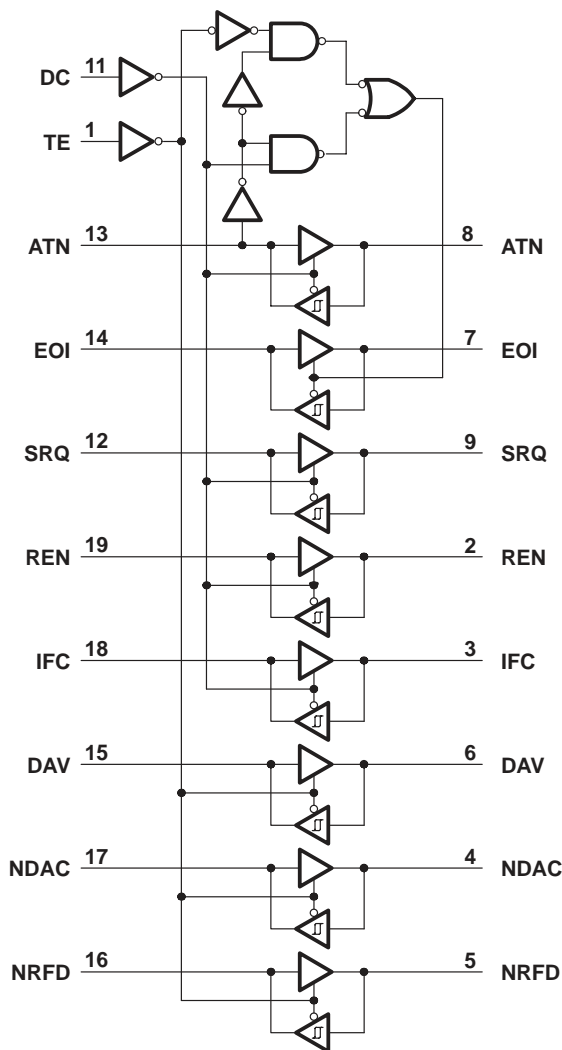 DC 11
TE 1
ATN 13 8 ATN
EOI 14 7 EOI
SRQ 12 9 SRQ
REN 19 2 REN
IFC 18 3 IFC
DAV 15 6 DAV
NDAC 17 4 NDAC
NRFD 16 5 NRFD